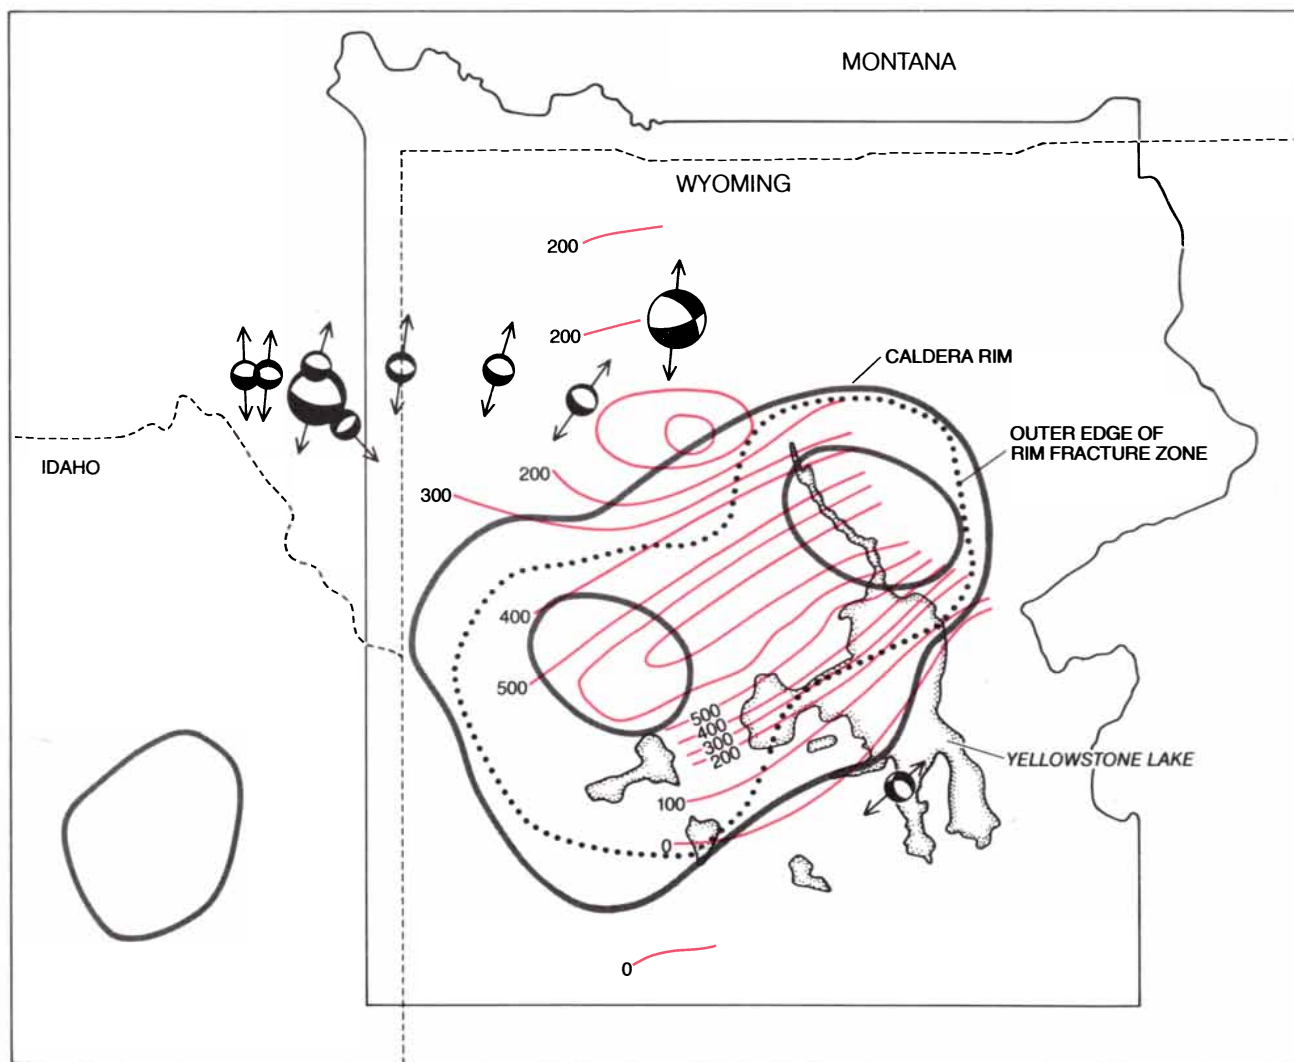 MONTANA
WYOMING
200
200
CALDERA RIM
OUTER EDGE OF
RIM FRACTURE ZONE
IDAHO
200
300
400
500
500
400
300
200
YELLOWSTONE LAKE
100
0
0